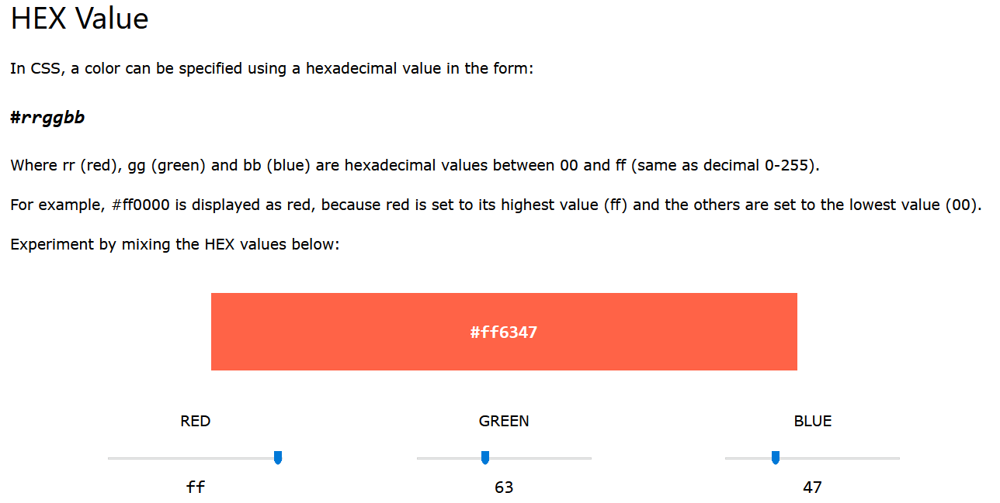 HEX Value
In CSS, a color can be specified using a hexadecimal value in the form:
#rrggbb
Where rr (red), gg (green) and bb (blue) are hexadecimal values between 00 and ff (same as decimal 0-255).
For example, #ff0000 is displayed as red, because red is set to its highest value (ff) and the others are set to the lowest value (00).
Experiment by mixing the HEX values below:
#ff6347
RED GREEN BLUE
ff 63 47